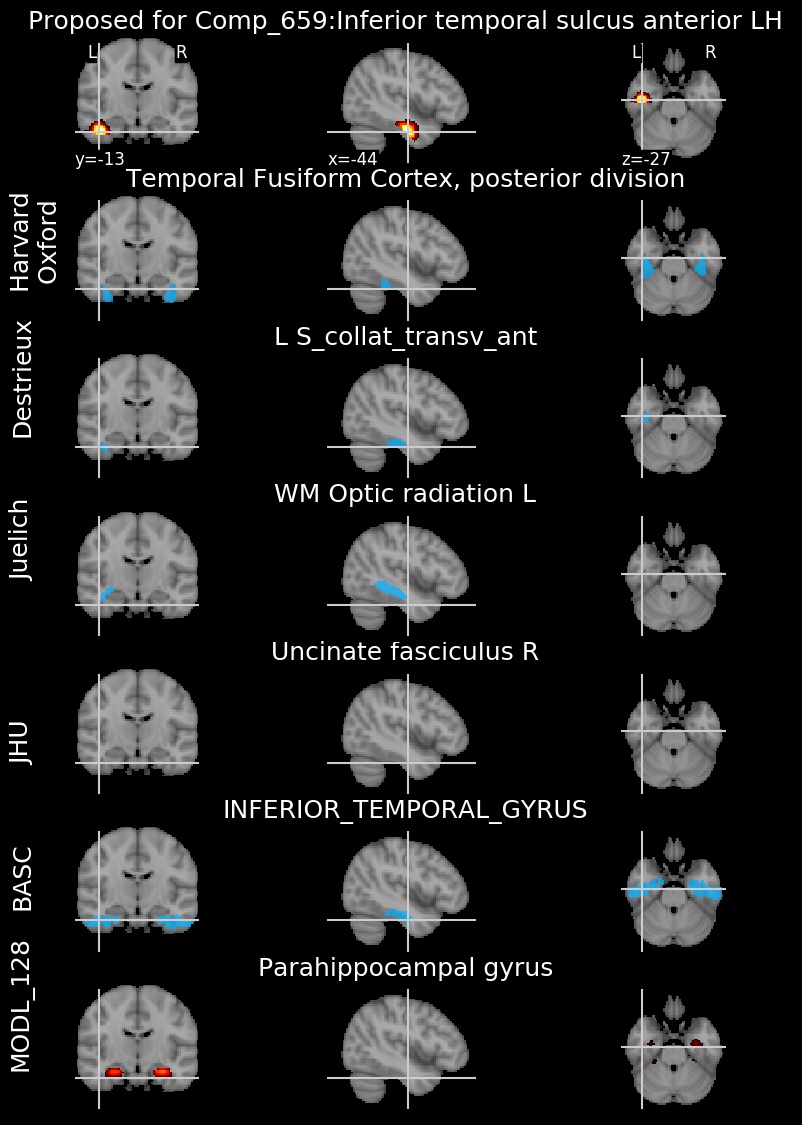 Proposed for Comp_659:Inferior temporal sulcus anterior LH
L R
L R
y=-13 x=-44 z=-27
Temporal Fusiform Cortex, posterior division
Harvard
Oxford
L S_collat_transv_ant
Destrieux
WM Optic radiation L
Juelich
Uncinate fasciculus R
JHU
INFERIOR_TEMPORAL_GYRUS
BASC
Parahippocampal gyrus
MODL_128